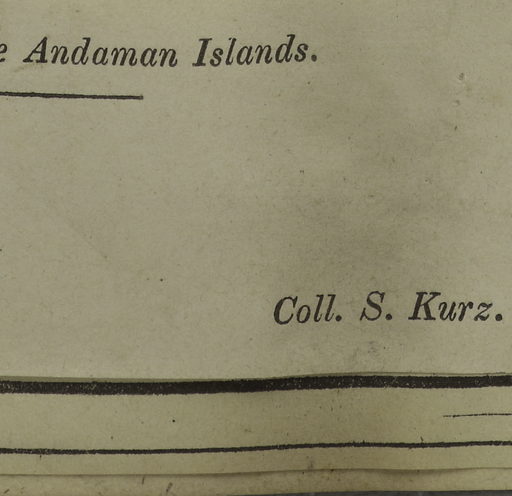 Andaman Islands.
Coll. S. Kurz.